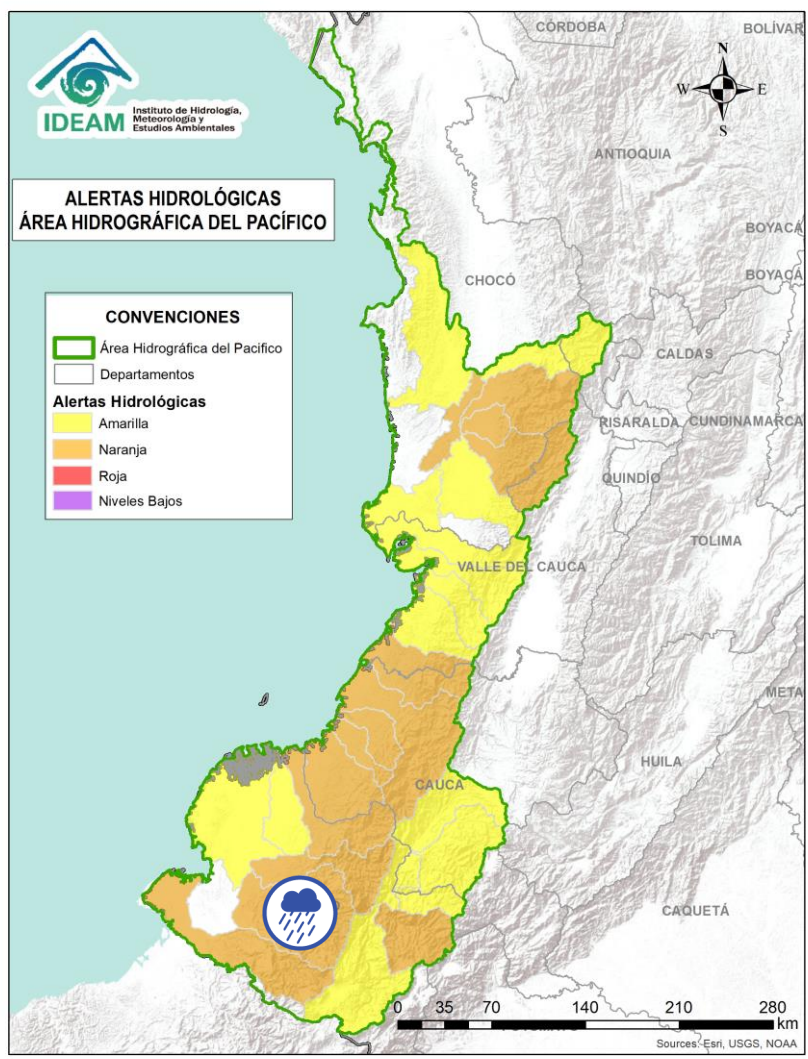 CÓRDOBA
BOLÍVAR
N
W
E
S
IDEAM
Instituto de Hidrología,
Meteorología y
Estudios Ambientales
ANTIOQUIA
ALERTAS HIDROLÓGICAS
ÁREA HIDROGRÁFICA DEL PACÍFICO
BOYACÁ
BOYACÁ
CHOCÓ
CONVENCIONES
Área Hidrográfica del Pacifico
Departamentos
Alertas Hidrológicas
Amarilla
Naranja
Roja
Niveles Bajos
CALDAS
RISARALDA
CUNDINAMARCA
QUINDÍO
TOLIMA
VALLE DEL CAUCA
META
HUILA
CAUCA
CAQUETÁ
0 35 70 140 210 280
km
Sources: Esri, USGS, NOAA